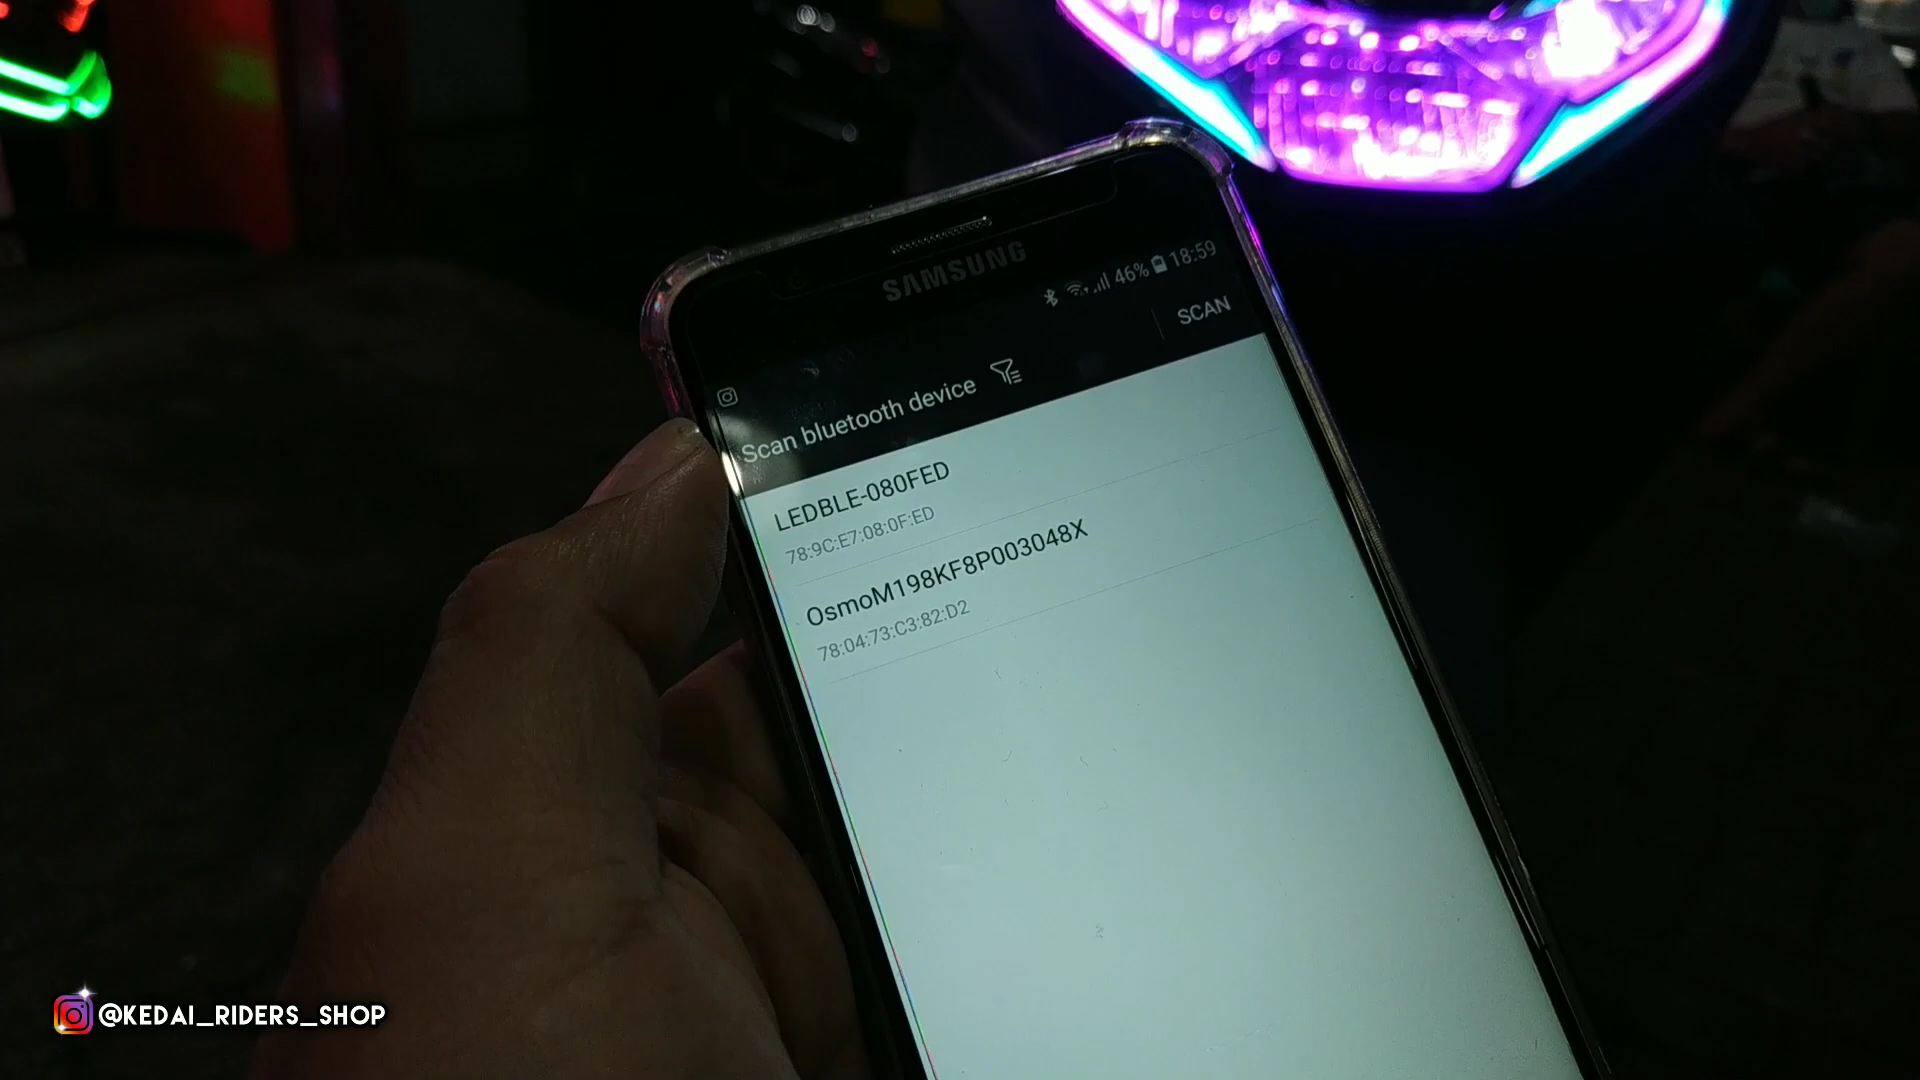 SAMSUNG
46% 18:59
SCAN
Scan bluetooth device
LEDBLE-080FED
78:9C:E7:08:0F:ED
OsmoM198KF8P003048X
78:04:73:C3:82:D2
@KEDAI_RIDERS_SHOP